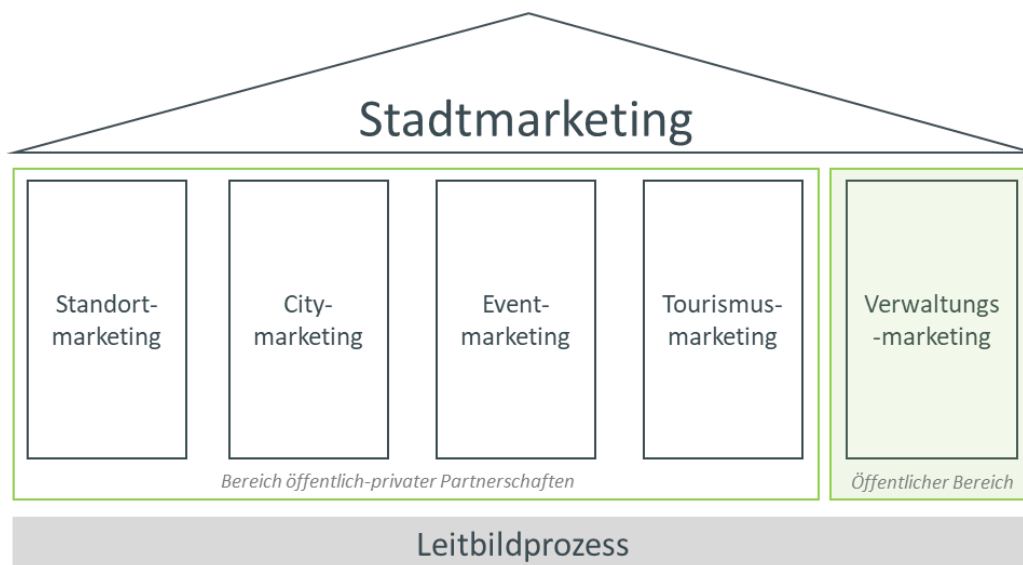 Stadtmarketing
Standort-
marketing
City-
marketing
Event-
marketing
Tourismus-
marketing
Verwaltungs
-marketing
Bereich öffentlich-privater Partnerschaften
Öffentlicher Bereich
Leitbildprozess